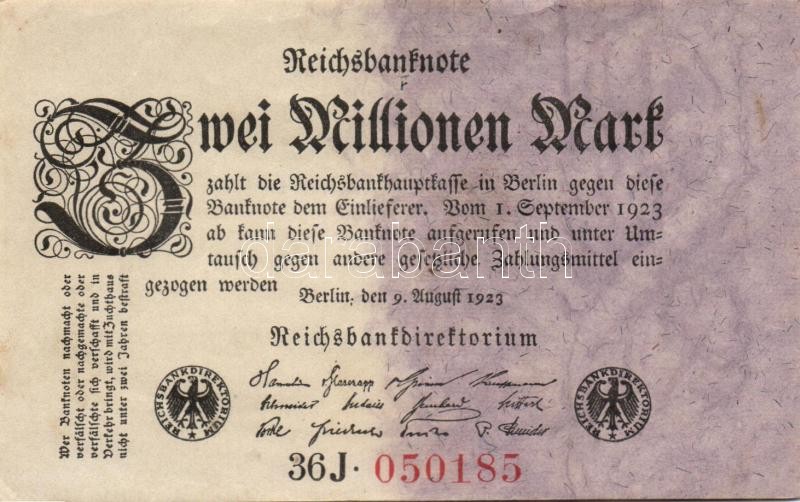 Reichsbanknote
Zwei Millionen Mark
zahlt die Reichsbankhauptkasse in Berlin gegen diese
Banknote dem Einlieferer. Vom 1. September 1923
ab kann diese Banknote aufgerufen und unter Um-
tausch gegen andere gesetzliche Zahlungsmittel ein-
gezogen werden
Berlin, den 9. August 1923
Reichsbankdirektorium
Wer Banknoten nachmacht oder
verfälscht oder nachgemachte oder
verfälschte sich verschafft und in
Verkehr bringt, wird mit Zuchthaus
nicht unter zwei Jahren bestraft
REICHSBANKDIREKTORIUM
REICHSBANKDIREKTORIUM
36J · 050185
darabanth